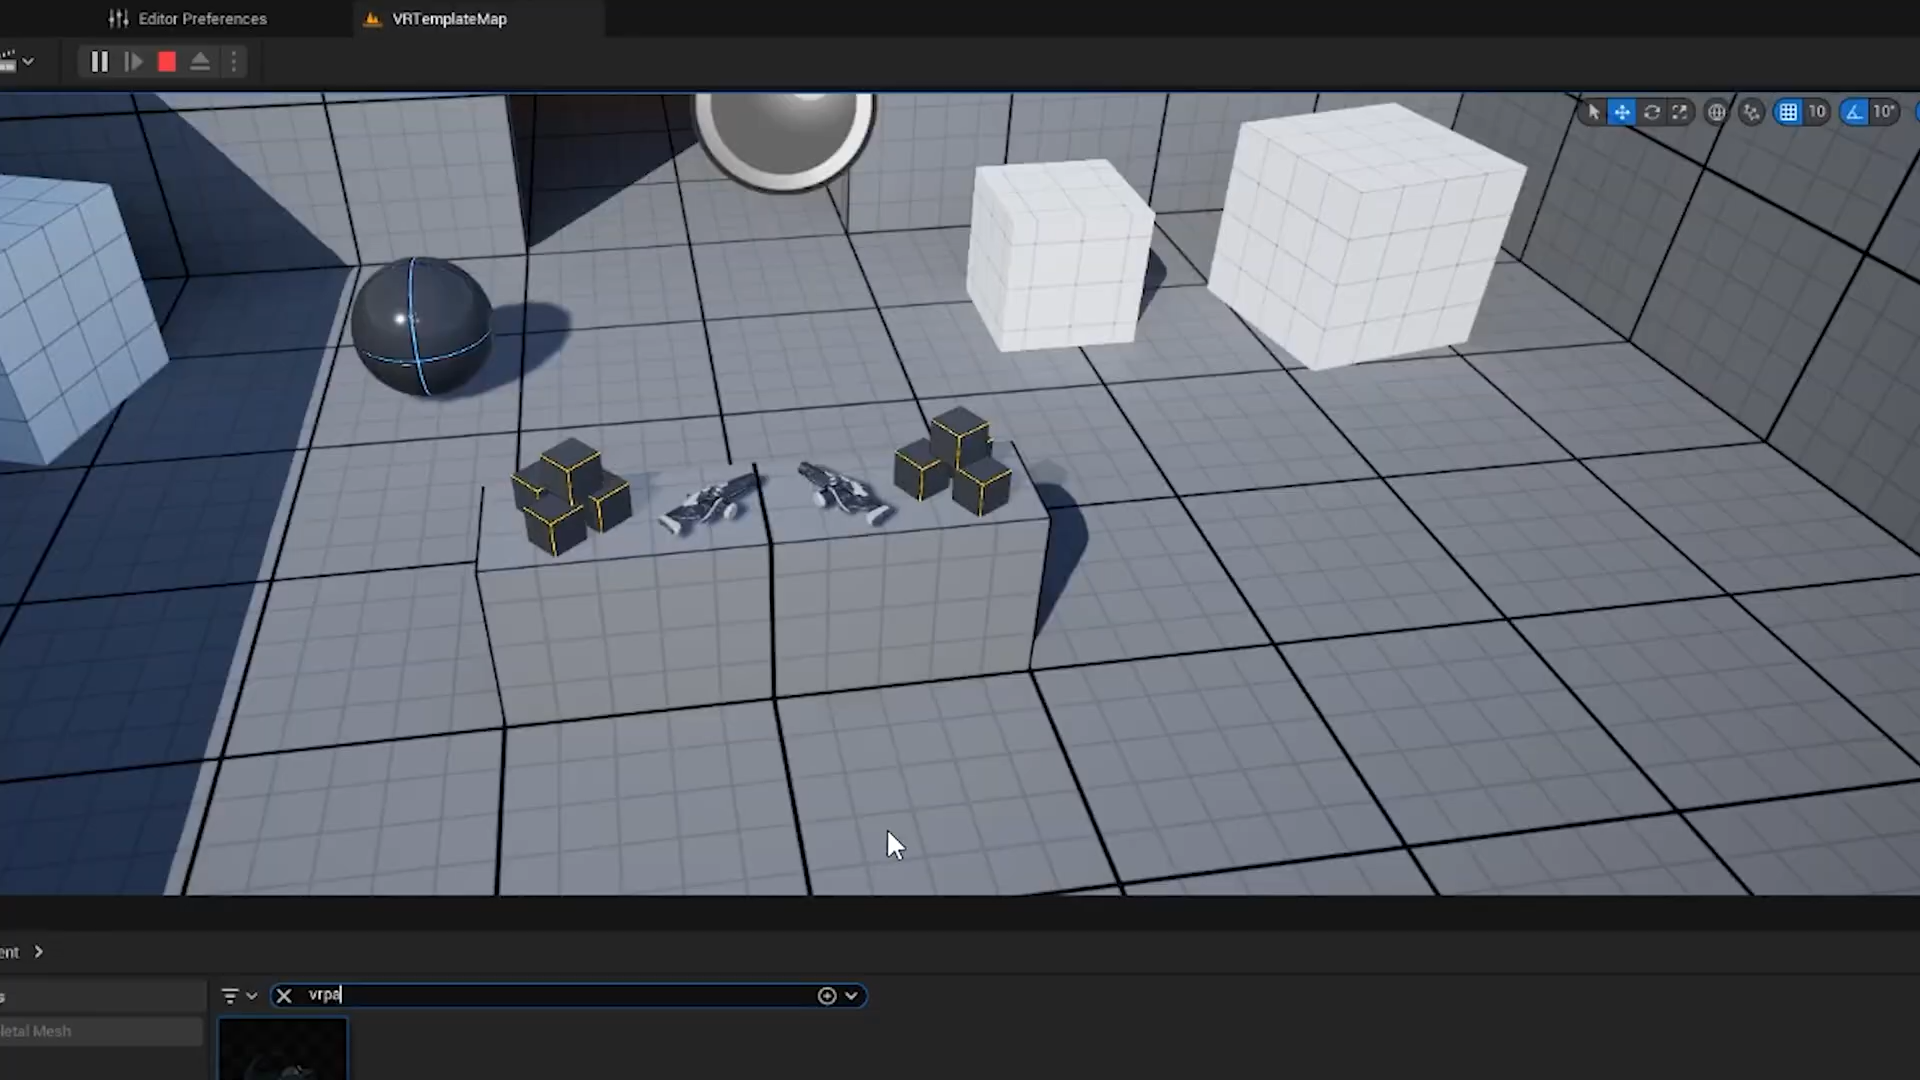 Editor Preferences
VRTemplateMap
10
10°
ent
vrpa
s
letal Mesh